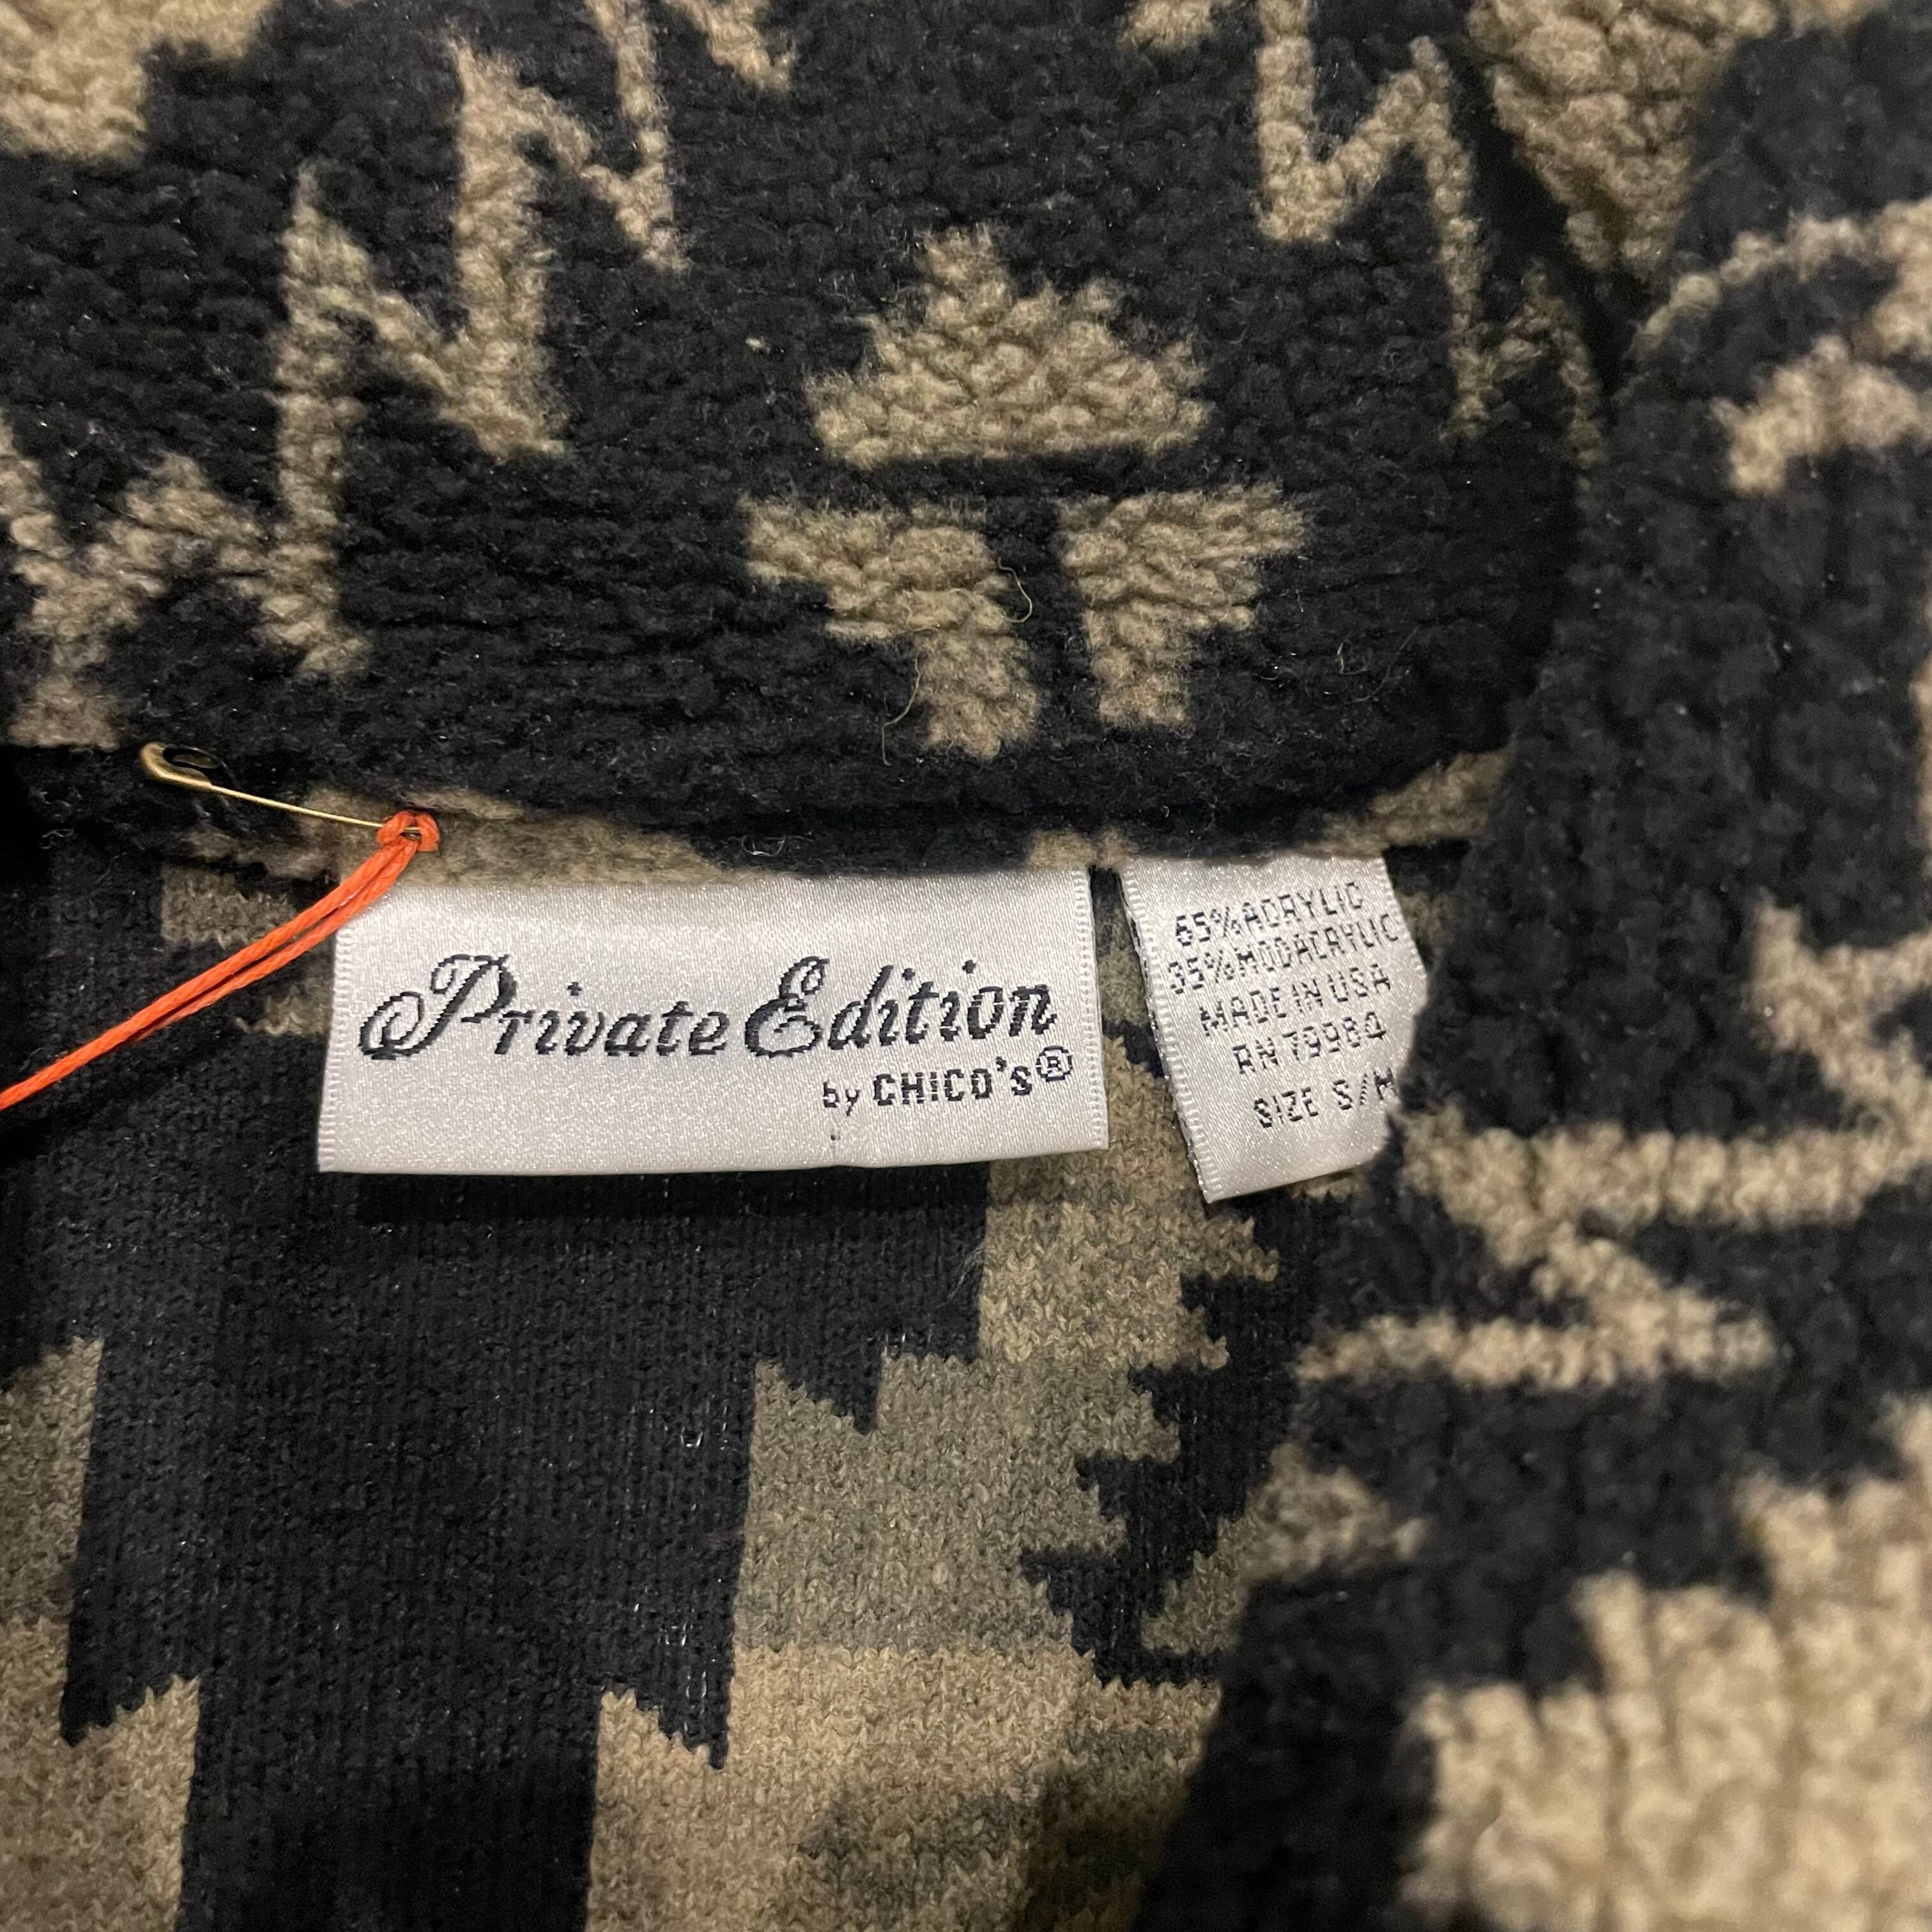 Private Edition
by CHICO'S®
65% ACRYLIC
35% MODACRYLIC
MADE IN USA
RN 79984
SIZE S/M